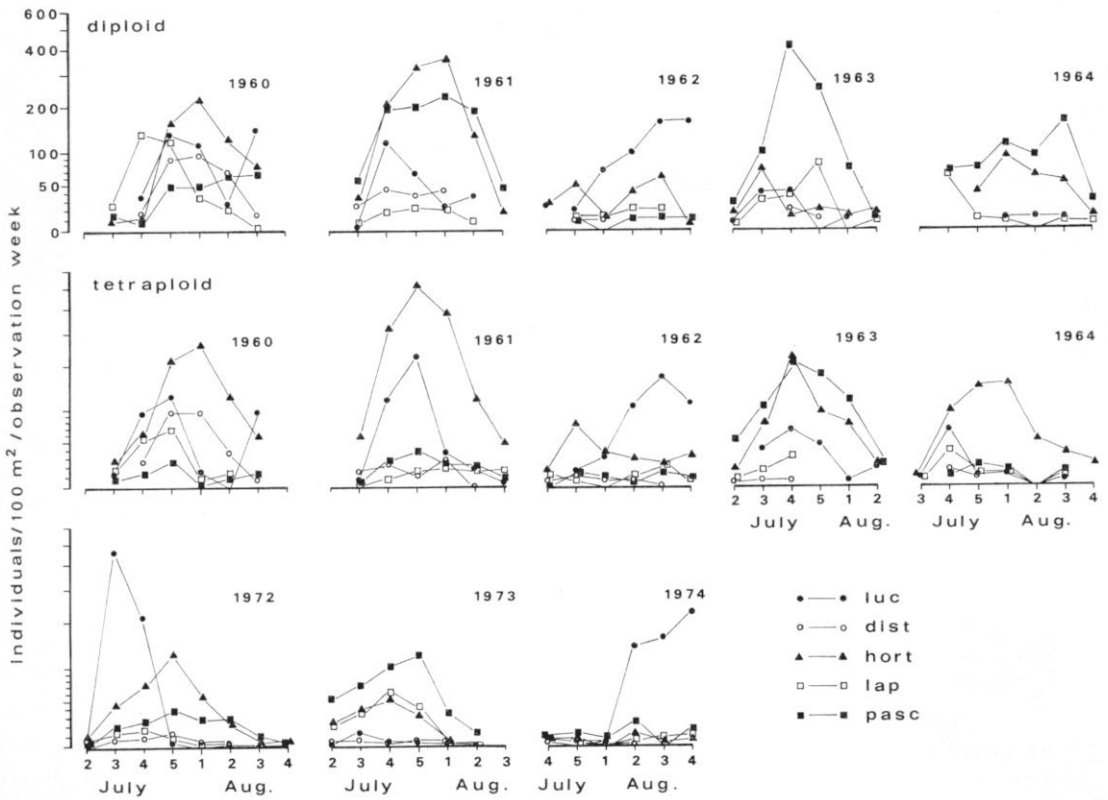 600
diploid
400
1960
1961
1962
1963
1964
200
100
50
0
Individuals/100 m²/observation week
tetraploid
1960
1961
1962
1963
1964
2 3 4 5 1 2
July Aug.
3 4 5 1 2 3 4
July Aug.
1972
1973
1974
luc
dist
hort
lap
pasc
2 3 4 5 1 2 3 4
July Aug.
2 3 4 5 1 2 3
July Aug.
4 5 1 2 3 4
July Aug.